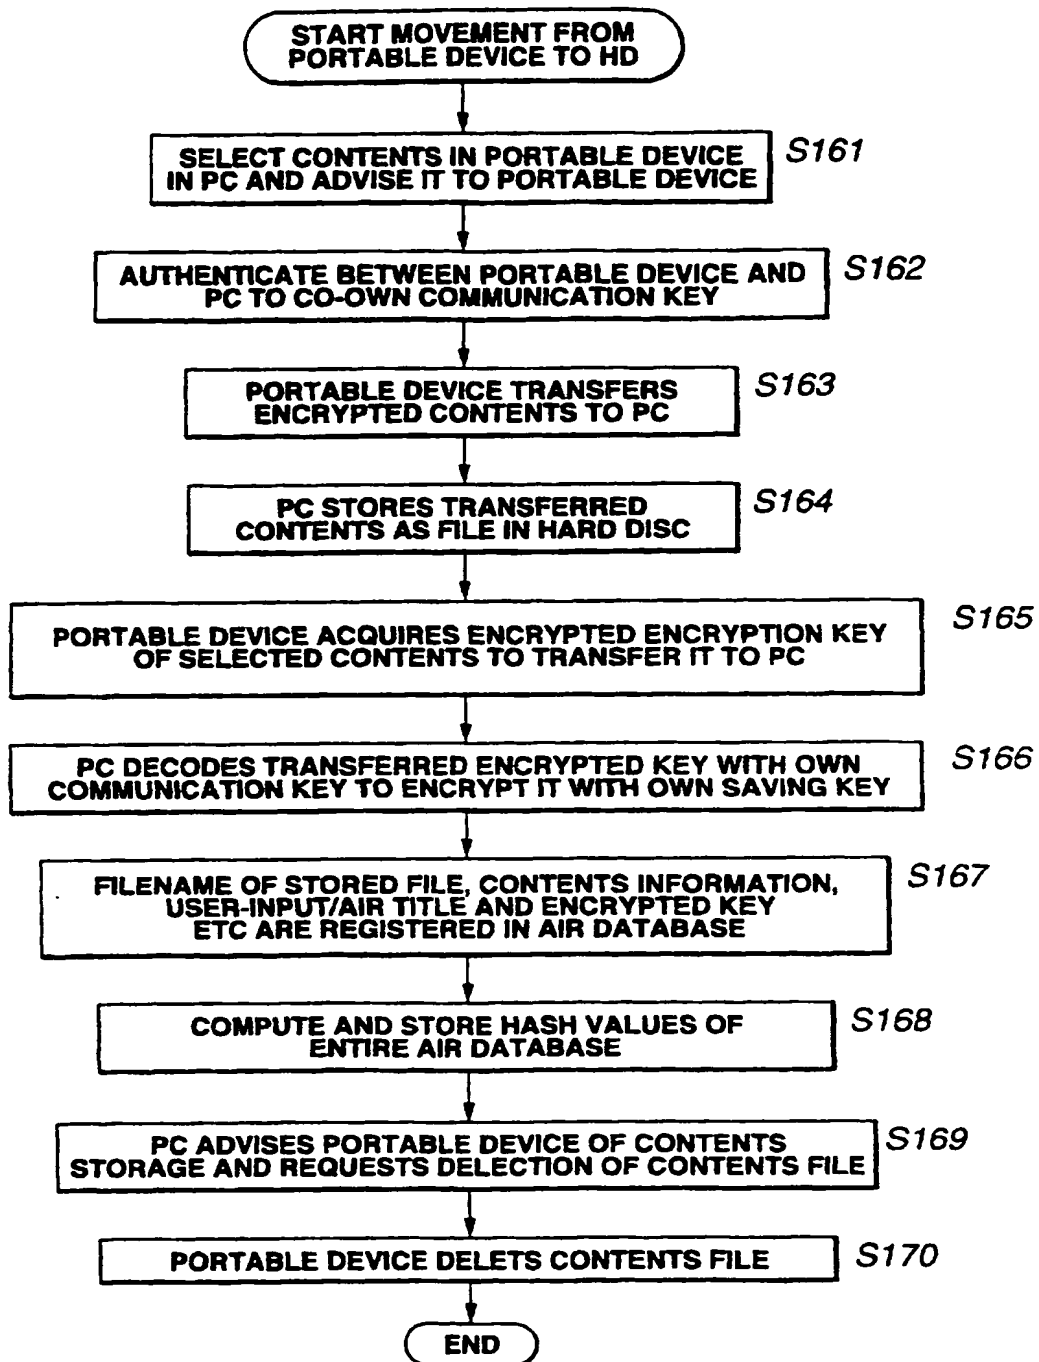 START MOVEMENT FROM
PORTABLE DEVICE TO HD
SELECT CONTENTS IN PORTABLE DEVICE
IN PC AND ADVISE IT TO PORTABLE DEVICE
S161
AUTHENTICATE BETWEEN PORTABLE DEVICE AND
PC TO CO-OWN COMMUNICATION KEY
S162
PORTABLE DEVICE TRANSFERS
ENCRYPTED CONTENTS TO PC
S163
PC STORES TRANSFERRED
CONTENTS AS FILE IN HARD DISC
S164
PORTABLE DEVICE ACQUIRES ENCRYPTED ENCRYPTION KEY
OF SELECTED CONTENTS TO TRANSFER IT TO PC
S165
PC DECODES TRANSFERRED ENCRYPTED KEY WITH OWN
COMMUNICATION KEY TO ENCRYPT IT WITH OWN SAVING KEY
S166
FILENAME OF STORED FILE, CONTENTS INFORMATION,
USER-INPUT/AIR TITLE AND ENCRYPTED KEY
ETC ARE REGISTERED IN AIR DATABASE
S167
COMPUTE AND STORE HASH VALUES OF
ENTIRE AIR DATABASE
S168
PC ADVISES PORTABLE DEVICE OF CONTENTS
STORAGE AND REQUESTS DELECTION OF CONTENTS FILE
S169
PORTABLE DEVICE DELETS CONTENTS FILE
S170
END